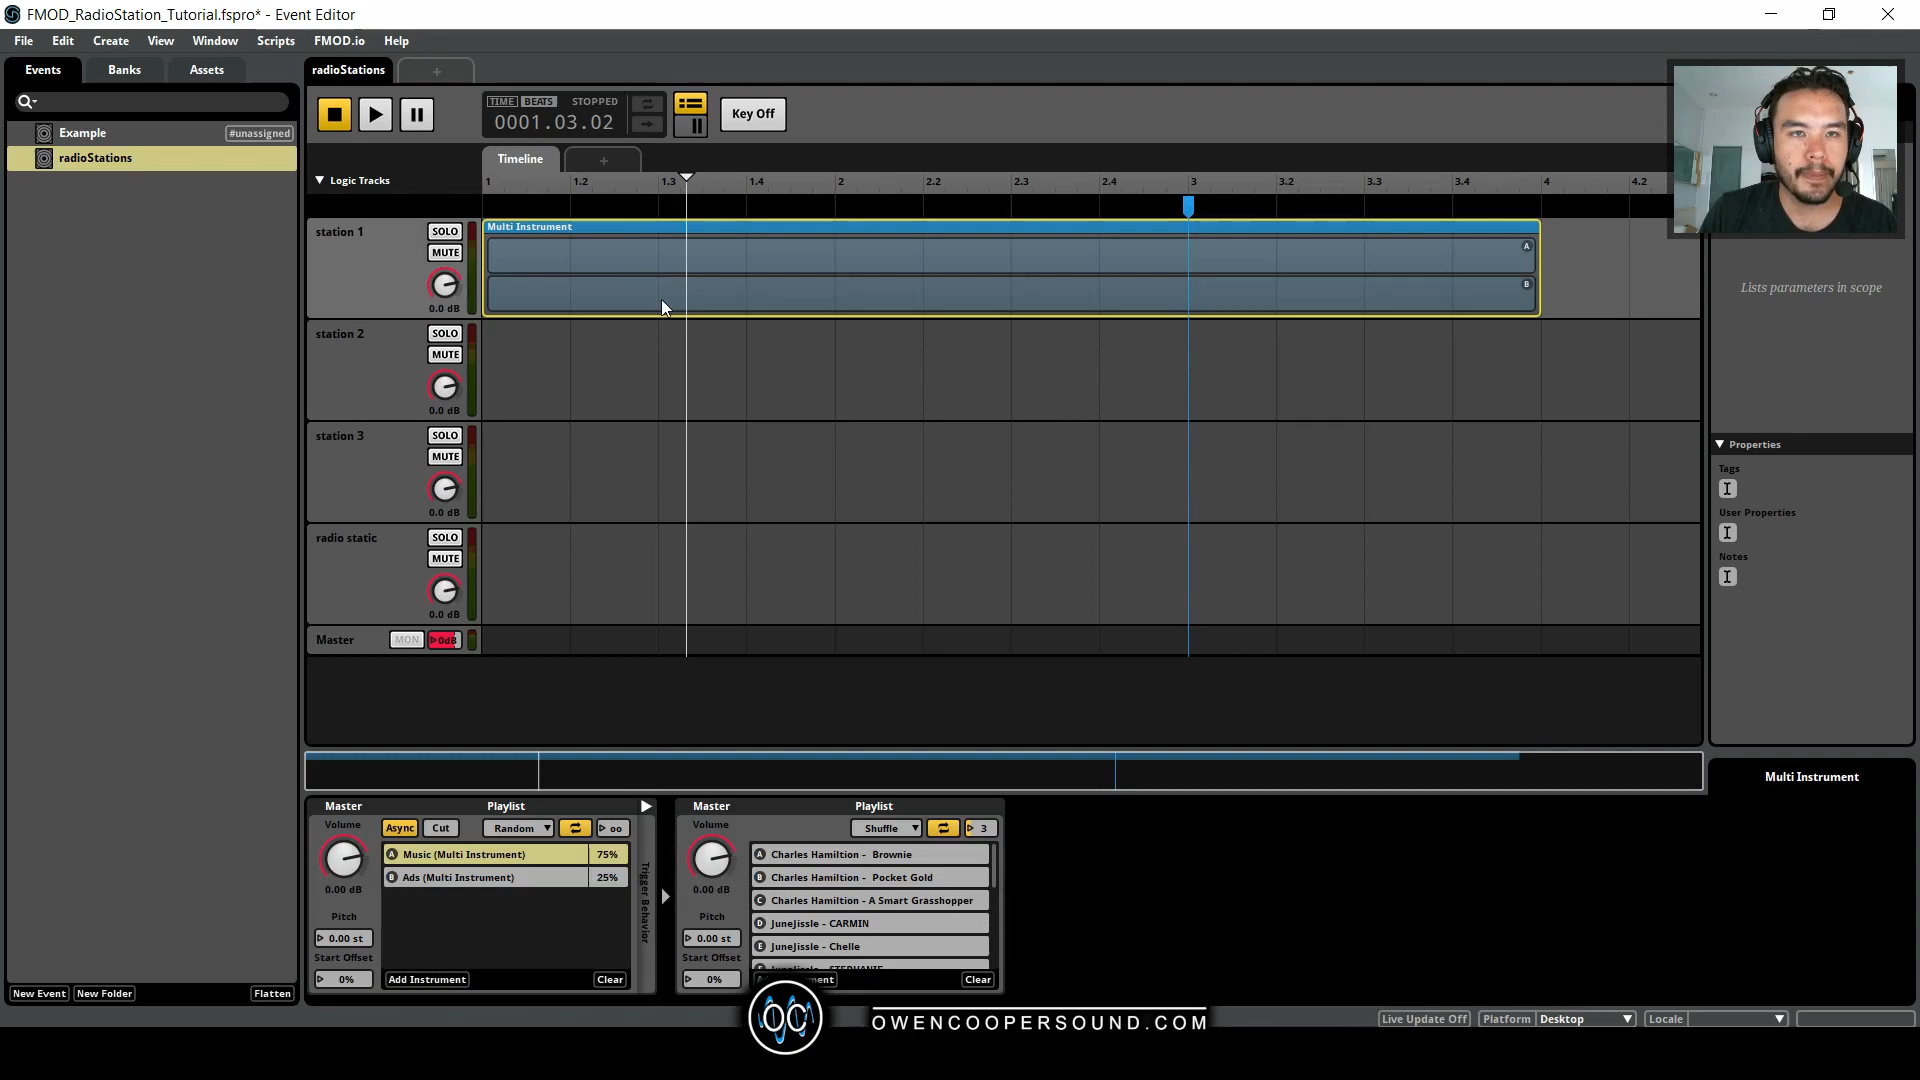 FMOD_RadioStation_Tutorial.fspro* - Event Editor
File Edit Create View Window Scripts FMOD.io Help
Events Banks Assets
radioStations +
TIME BEATS STOPPED
0001.03.02
Key Off
Example #unassigned
radioStations
Timeline +
Logic Tracks
1 1.2 1.3 1.4 2 2.2 2.3 2.4 3 3.2 3.3 3.4 4 4.2
station 1 SOLO
MUTE
0.0 dB
Multi Instrument
A
B
station 2 SOLO
MUTE
0.0 dB
station 3 SOLO
MUTE
0.0 dB
radio static SOLO
MUTE
0.0 dB
Master MON 0dB
Lists parameters in scope
Properties
Tags
User Properties
Notes
Multi Instrument
Master Playlist
Volume Async Cut Random oo
0.00 dB
A Music (Multi Instrument) 75%
B Ads (Multi Instrument) 25%
Pitch
0.00 st
Start Offset
0% Add Instrument Clear
Trigger Behavior
Master Playlist
Volume Shuffle 3
0.00 dB
A Charles Hamiltion - Brownie
B Charles Hamiltion - Pocket Gold
C Charles Hamiltion - A Smart Grasshopper
D JuneJissle - CARMIN
E JuneJissle - Chelle
Pitch
0.00 st
Start Offset
0% Clear
New Event New Folder Flatten
OC OWENCOOPERSOUND.COM
Live Update Off Platform Desktop Locale